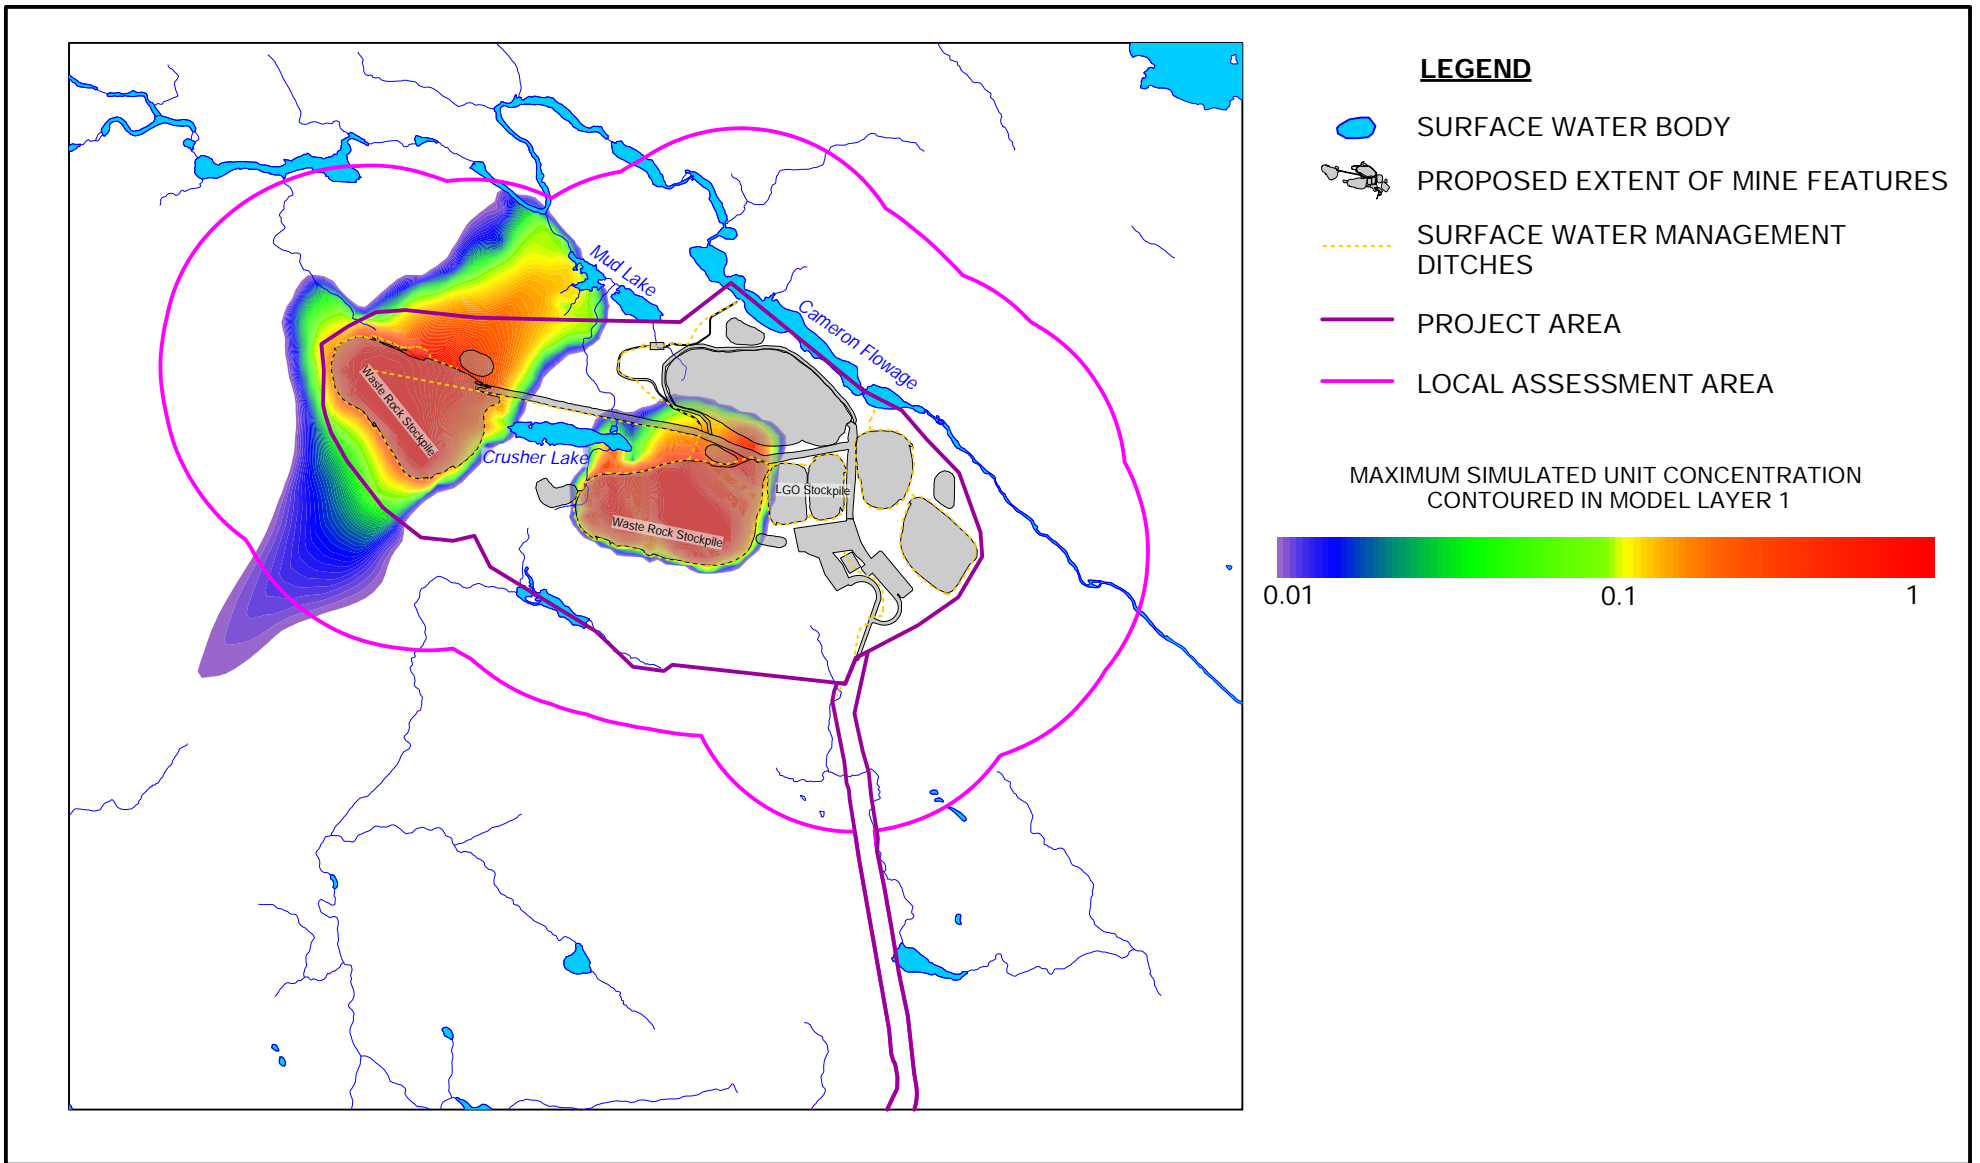 LEGEND
SURFACE WATER BODY
PROPOSED EXTENT OF MINE FEATURES
SURFACE WATER MANAGEMENT
DITCHES
PROJECT AREA
LOCAL ASSESSMENT AREA
MAXIMUM SIMULATED UNIT CONCENTRATION
CONTOURED IN MODEL LAYER 1
0.01
0.1
1
Mud Lake
Cameron Flowage
Waste Rock Stockpile
Crusher Lake
LGO Stockpile
Waste Rock Stockpile